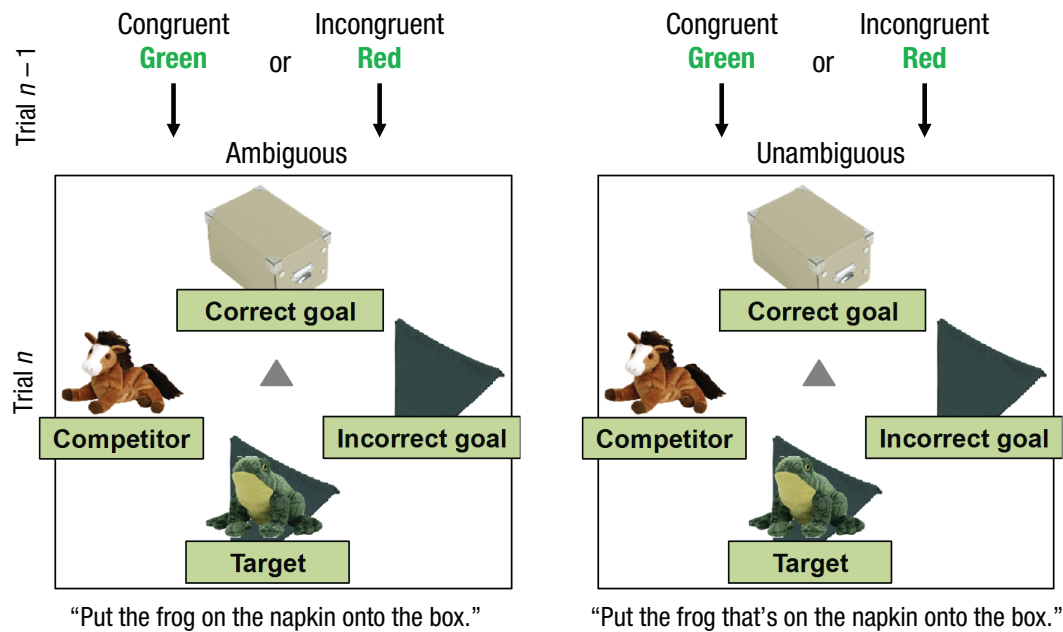 Trial n – 1
Congruent
Green
or
Incongruent
Red
Congruent
Green
or
Incongruent
Red
Ambiguous
Unambiguous
Trial n
Correct goal
Competitor
Incorrect goal
Target
“Put the frog on the napkin onto the box.”
Correct goal
Competitor
Incorrect goal
Target
“Put the frog that’s on the napkin onto the box.”